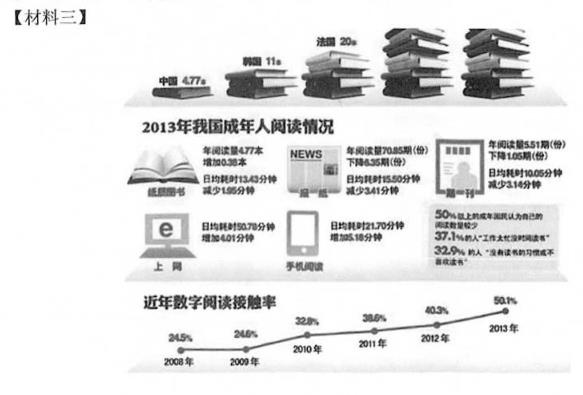 【材料三】
中国 4.77本
韩国 11本
法国 20本
2013年我国成年人阅读情况
年阅读量4.77本
增加0.38本
日均耗时13.43分钟
减少1.95分钟
纸质图书
NEWS
年阅读量70.85期(份)
下降6.35期(份)
日均耗时15.50分钟
减少3.41分钟
报 纸
年阅读量5.51期(份)
下降1.05期(份)
日均耗时10.05分钟
减少3.14分钟
期 刊
e
日均耗时50.78分钟
增加4.01分钟
上 网
日均耗时21.70分钟
增加5.18分钟
手机阅读
50%以上的成年国民认为自己的
阅读数量较少
37.1%的人“工作太忙没时间读书”
32.9%的人“没有读书的习惯或不
喜欢读书”
近年数字阅读接触率
24.5%
24.6%
32.8%
38.6%
40.3%
50.1%
2008年
2009年
2010年
2011年
2012年
2013年